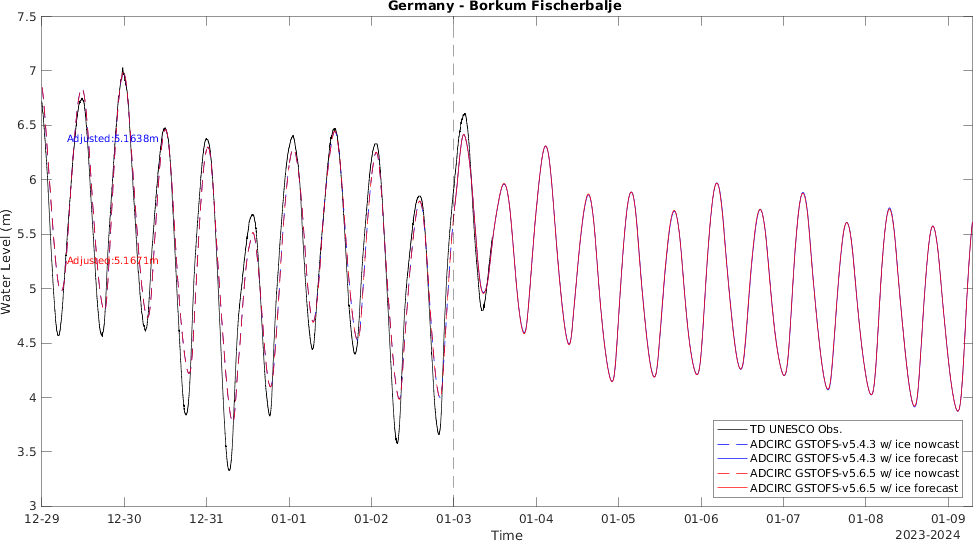 Germany - Borkum Fischerbalje
7.5
7
6.5
6
5.5
5
4.5
4
3.5
3
Water Level (m)
Adjusted:5.1638m
Adjusted:5.1671m
TD UNESCO Obs.
ADCIRC GSTOFS-v5.4.3 w/ ice nowcast
ADCIRC GSTOFS-v5.4.3 w/ ice forecast
ADCIRC GSTOFS-v5.6.5 w/ ice nowcast
ADCIRC GSTOFS-v5.6.5 w/ ice forecast
12-29 12-30 12-31 01-01 01-02 01-03 01-04 01-05 01-06 01-07 01-08 01-09
Time
2023-2024